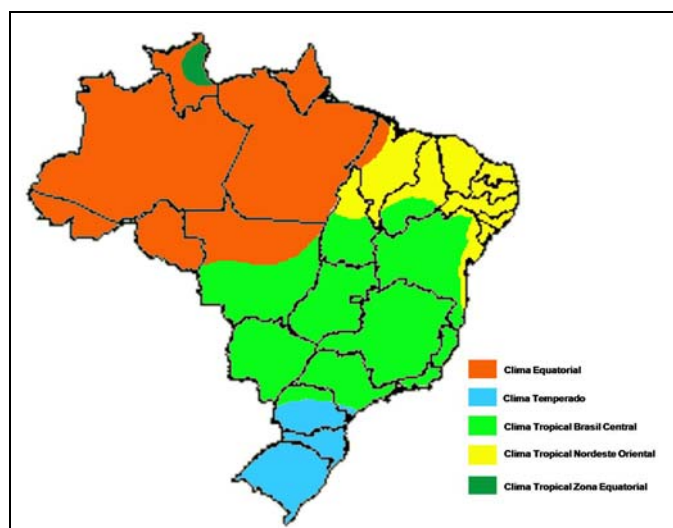 Clima Equatorial
Clima Temperado
Clima Tropical Brasil Central
Clima Tropical Nordeste Oriental
Clima Tropical Zona Equatorial